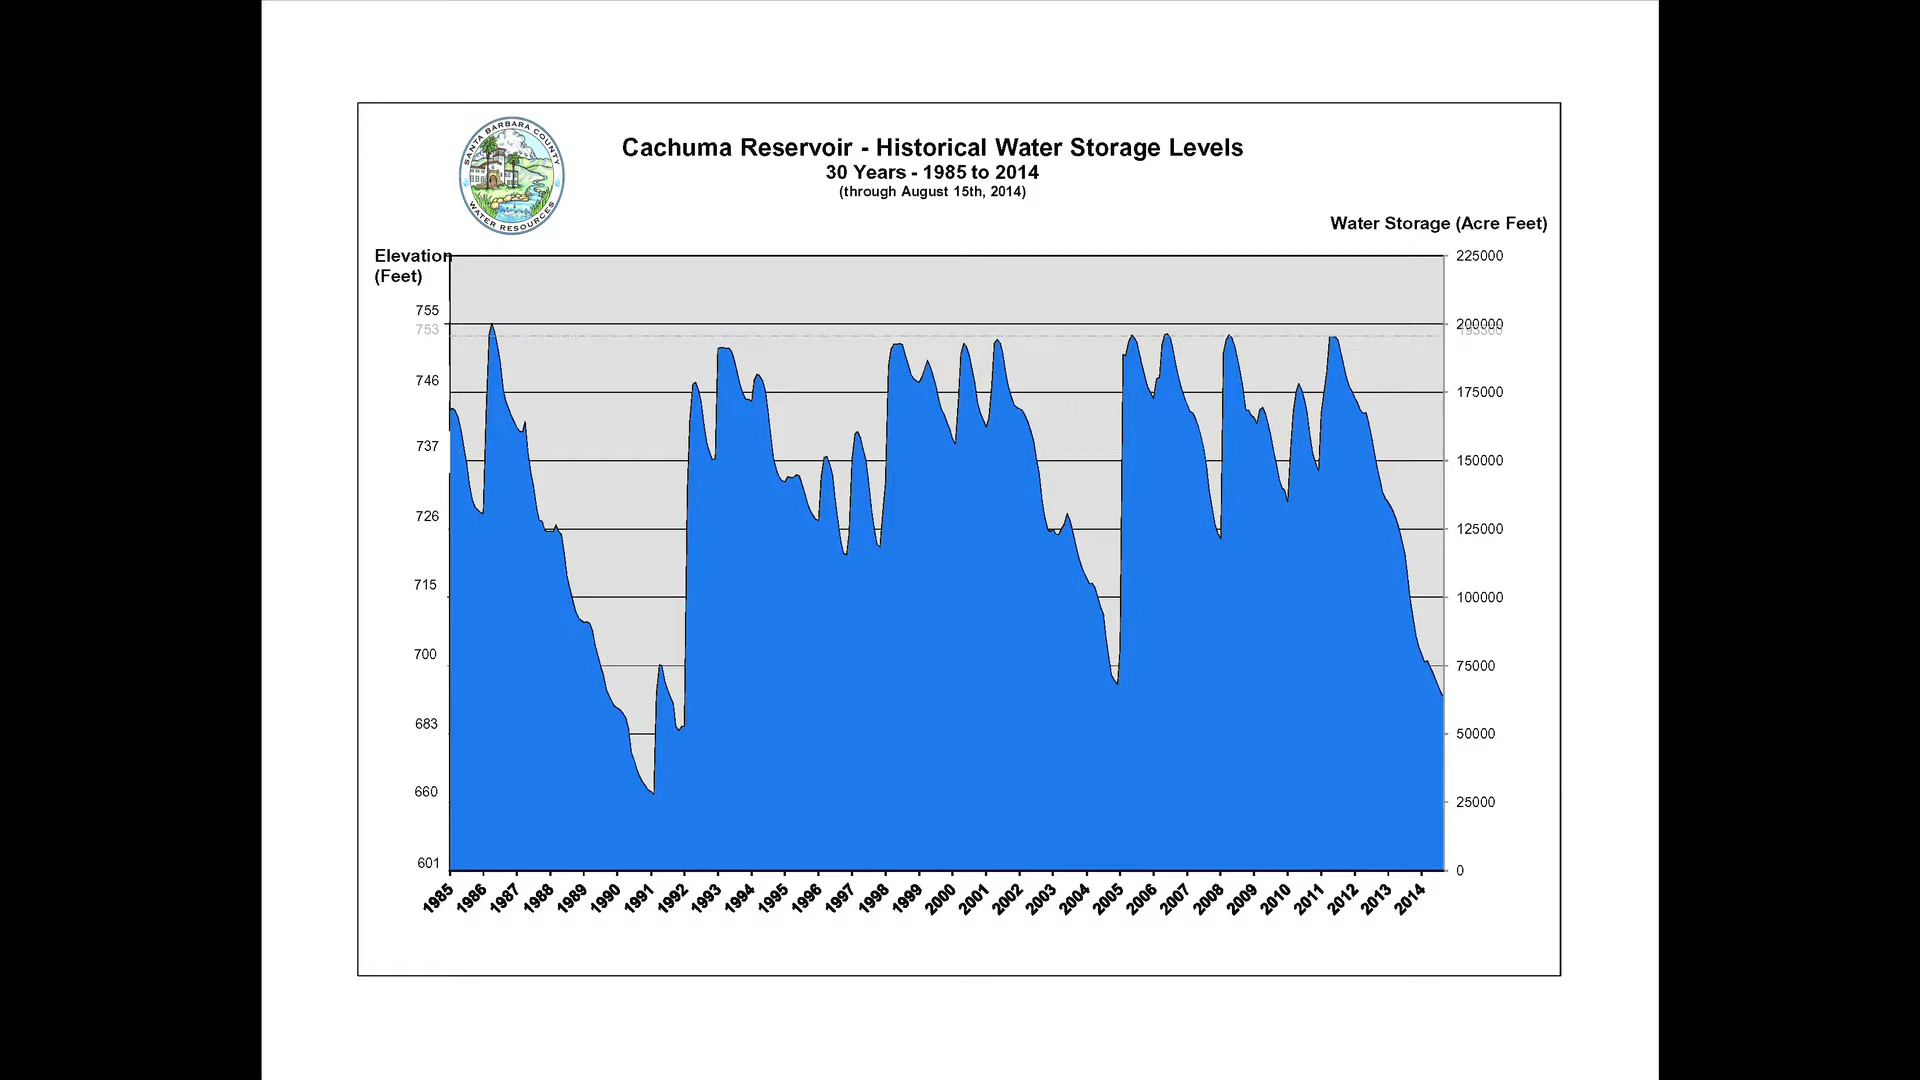 SANTA BARBARA COUNTY
WATER RESOURCES
Cachuma Reservoir - Historical Water Storage Levels
30 Years - 1985 to 2014
(through August 15th, 2014)
Water Storage (Acre Feet)
Elevation
(Feet)
225000
755
200000
753
746
175000
737
150000
726
125000
715
100000
700
75000
683
50000
660
25000
601
0
1985 1986 1987 1988 1989 1990 1991 1992 1993 1994 1995 1996 1997 1998 1999 2000 2001 2002 2003 2004 2005 2006 2007 2008 2009 2010 2011 2012 2013 2014